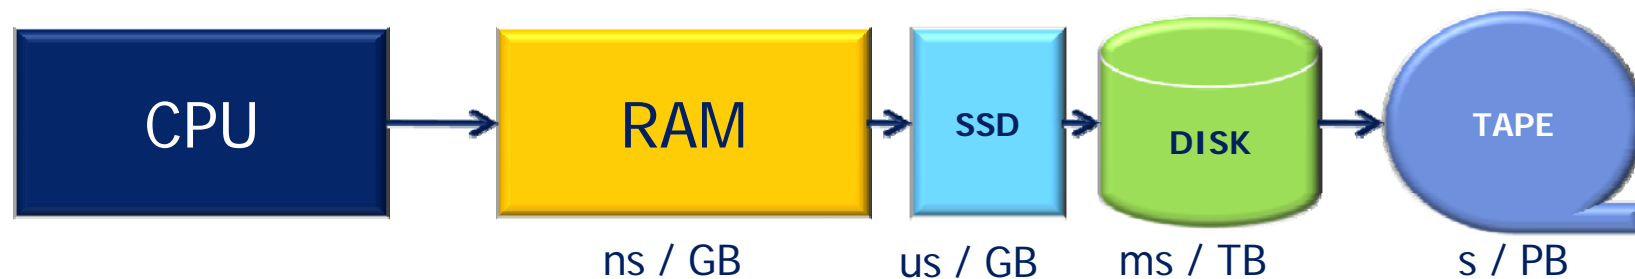 CPU
RAM
SSD
DISK
TAPE
ns / GB
us / GB
ms / TB
s / PB